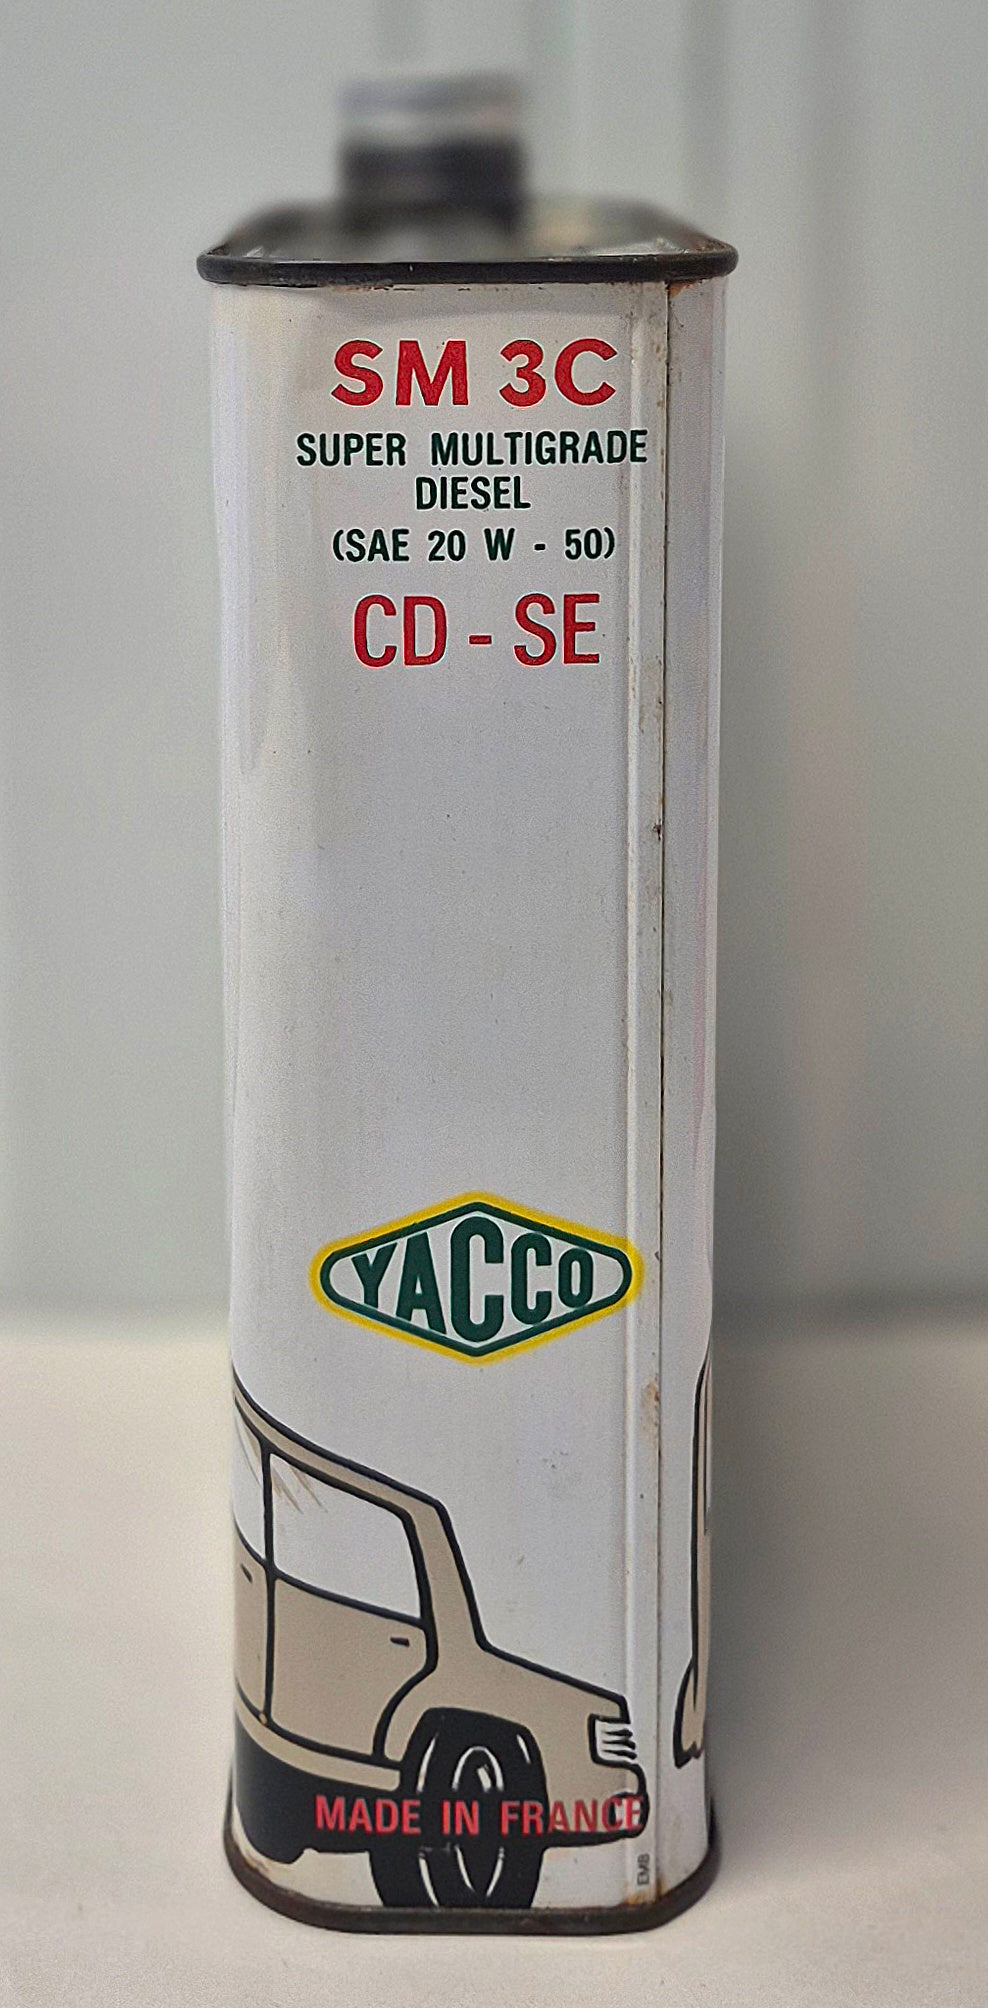 SM 3C
SUPER MULTIGRADE
DIESEL
(SAE 20 W - 50)
CD - SE
YACCO
MADE IN FRANCE
EMB